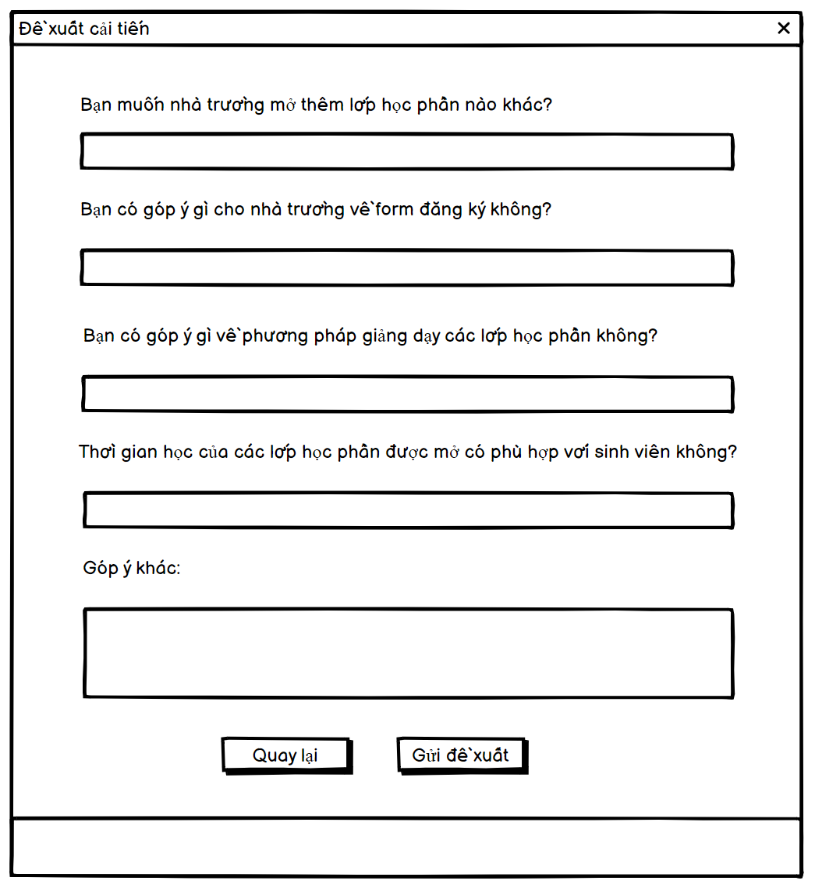 Đề xuất cải tiến
Bạn muốn nhà trường mở thêm lớp học phần nào khác?
Bạn có góp ý gì cho nhà trường về form đăng ký không?
Bạn có góp ý gì về phương pháp giảng dạy các lớp học phần không?
Thời gian học của các lớp học phần được mở có phù hợp với sinh viên không?
Góp ý khác:
Quay lại
Gửi đề xuất